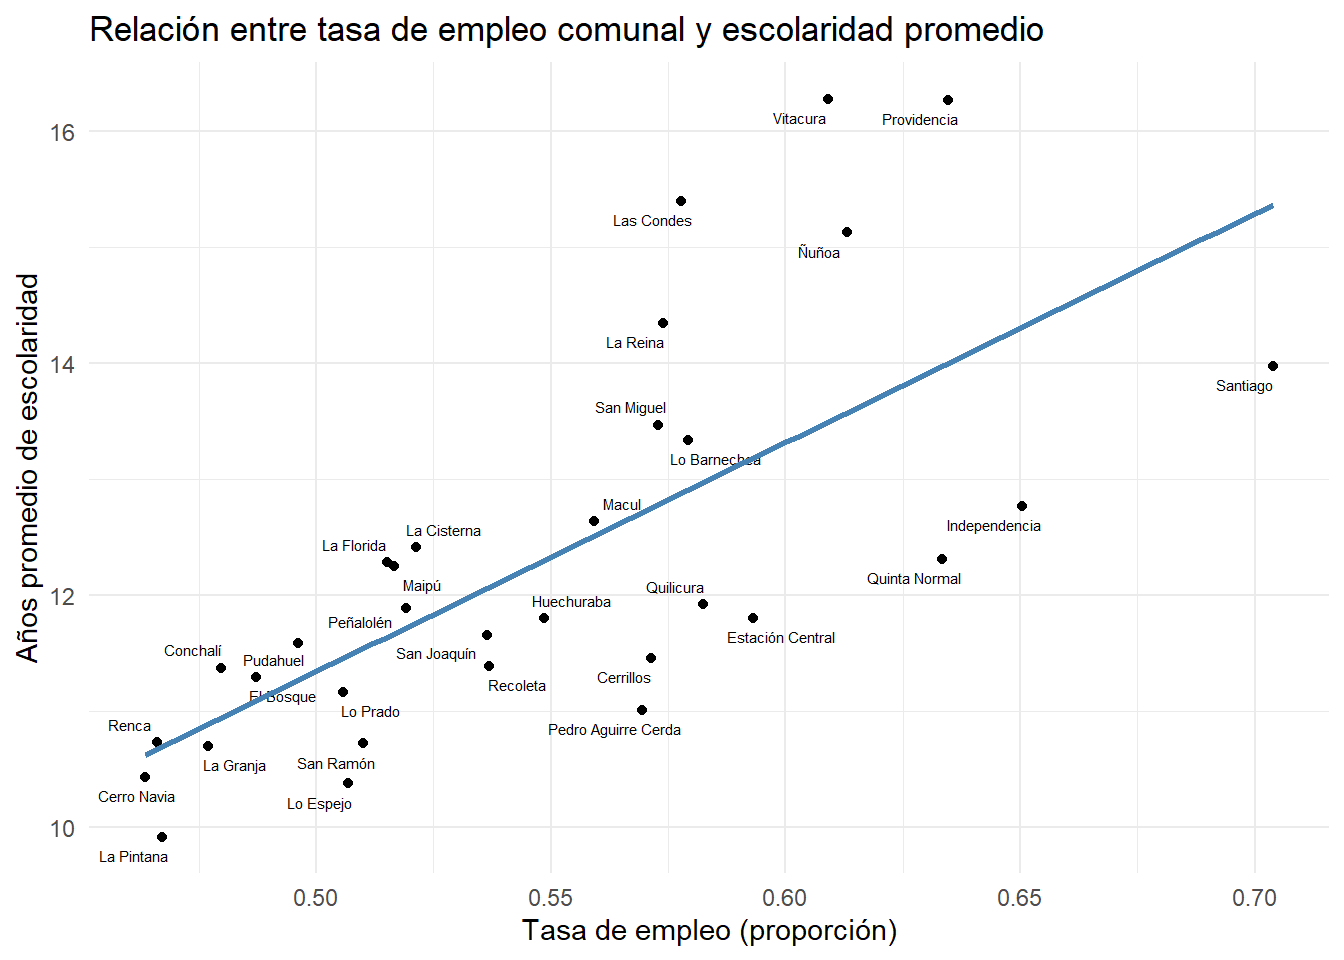 Relación entre tasa de empleo comunal y escolaridad promedio
Años promedio de escolaridad
16
14
12
10
Vitacura
Providencia
Las Condes
Ñuñoa
La Reina
Santiago
San Miguel
Lo Barnechea
Macul
Independencia
La Cisterna
La Florida
Maipú
Quinta Normal
Quilicura
Huechuraba
Peñalolén
Estación Central
Conchalí
San Joaquín
Pudahuel
Cerrillos
Recoleta
El Bosque
Lo Prado
Renca
Pedro Aguirre Cerda
San Ramón
La Granja
Cerro Navia
Lo Espejo
La Pintana
0.50
0.55
0.60
0.65
0.70
Tasa de empleo (proporción)